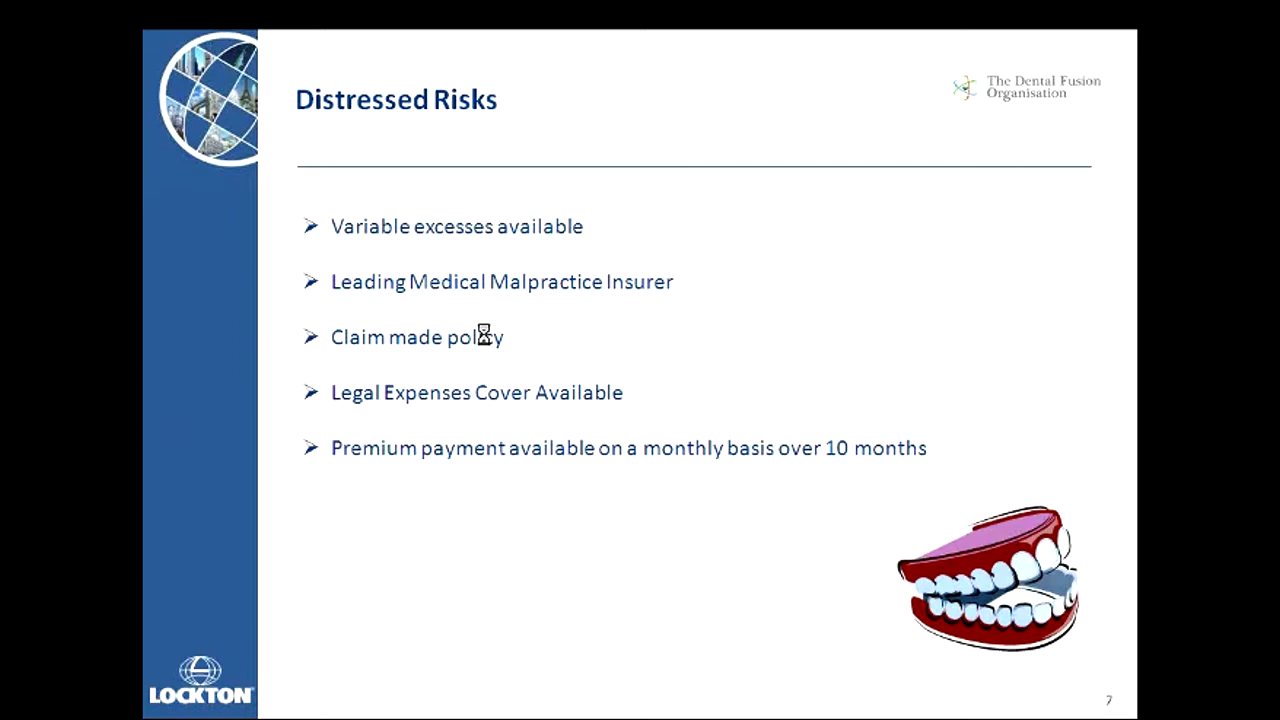 Distressed Risks
The Dental Fusion
Organisation
Variable excesses available
Leading Medical Malpractice Insurer
Claim made policy
Legal Expenses Cover Available
Premium payment available on a monthly basis over 10 months
LOCKTON
7